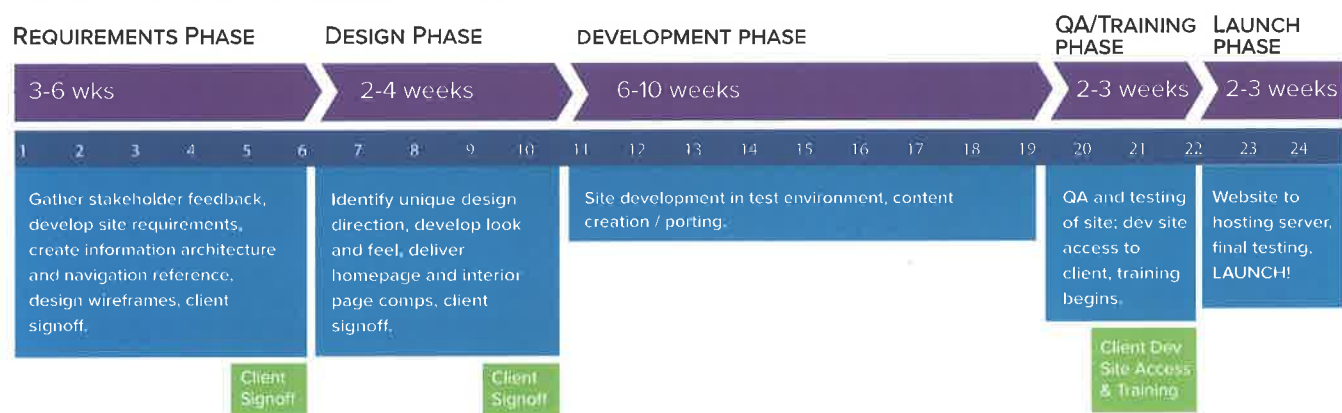 REQUIREMENTS PHASE
DESIGN PHASE
DEVELOPMENT PHASE
QA/TRAINING
PHASE
LAUNCH
PHASE
3-6 wks
2-4 weeks
6-10 weeks
2-3 weeks
2-3 weeks
1 2 3 4 5 6 7 8 9 10 11 12 13 14 15 16 17 18 19 20 21 22 23 24
Gather stakeholder feedback,
develop site requirements,
create information architecture
and navigation reference,
design wireframes, client
signoff.
Identify unique design
direction, develop look
and feel, deliver
homepage and interior
page comps, client
signoff.
Site development in test environment, content
creation / porting.
QA and testing
of site; dev site
access to
client, training
begins.
Website to
hosting server,
final testing,
LAUNCH!
Client
Signoff
Client
Signoff
Client Dev
Site Access
& Training